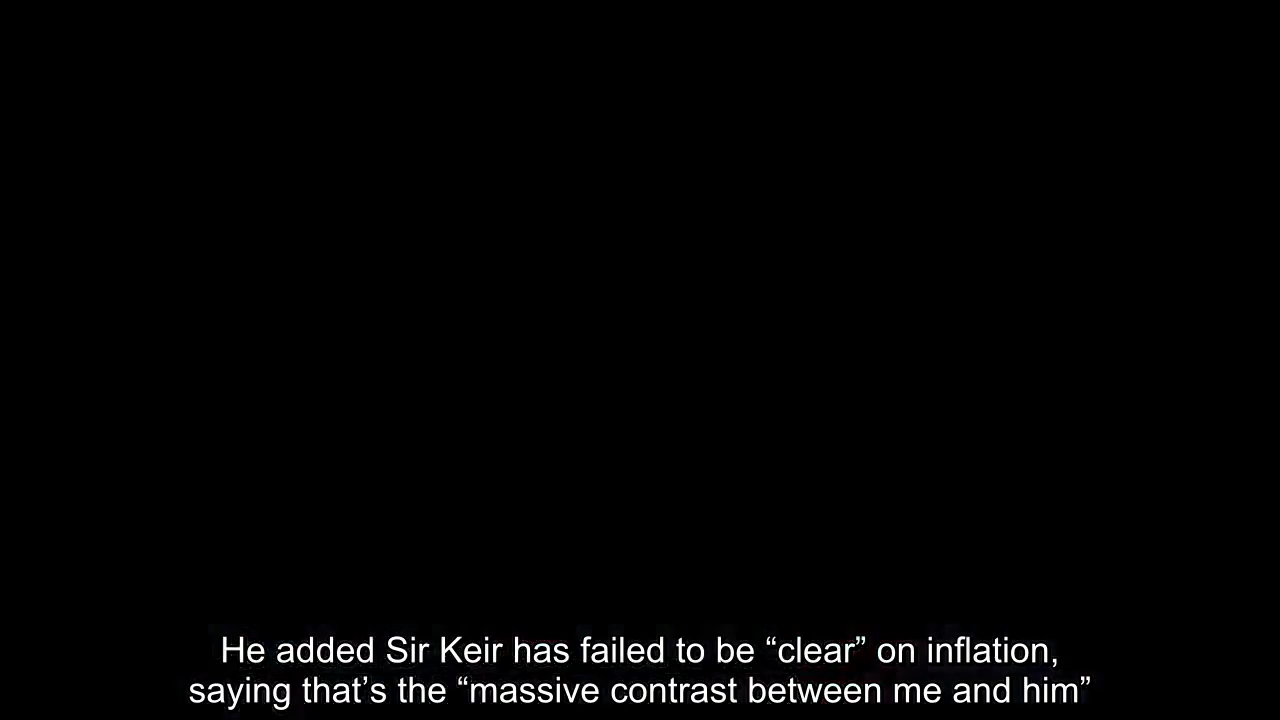 He added Sir Keir has failed to be “clear” on inflation,
saying that’s the “massive contrast between me and him”